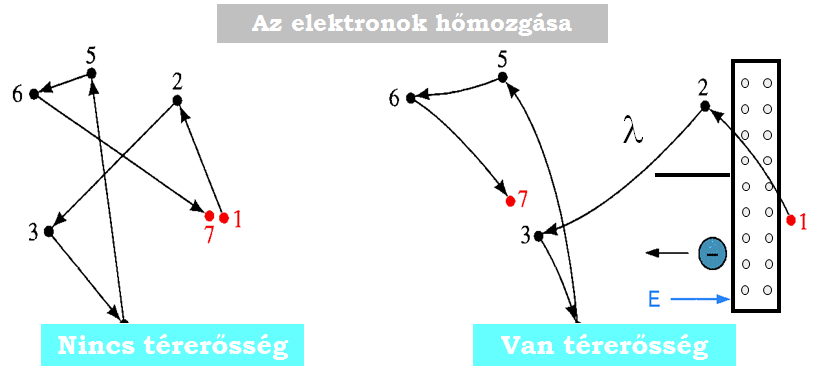 Az elektronok hőmozgása
5
6
2
3
7
1
5
6
2
λ
7
3
1
−
E
Nincs térerősség
Van térerősség